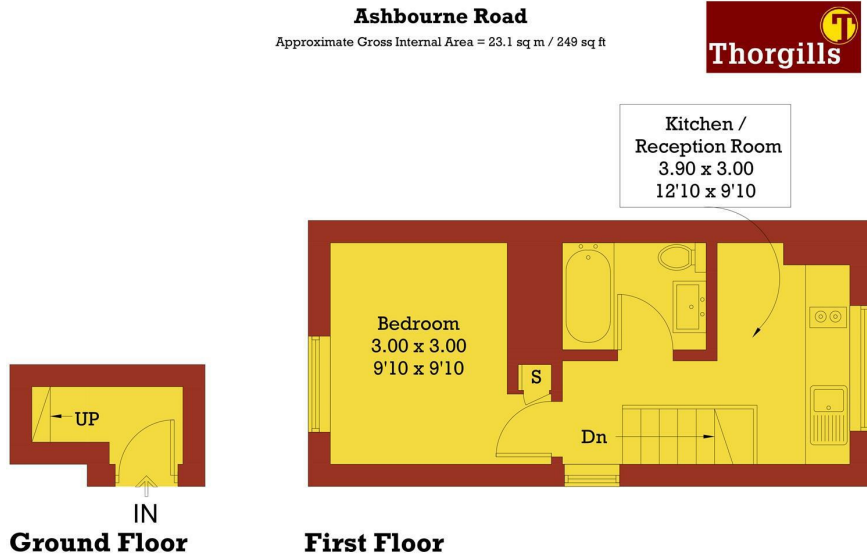 Ashbourne Road
Approximate Gross Internal Area = 23.1 sq m / 249 sq ft
T
Thorgills
Kitchen /
Reception Room
3.90 x 3.00
12'10 x 9'10
Bedroom
3.00 x 3.00
9'10 x 9'10
S
UP
Dn
IN
Ground Floor
First Floor